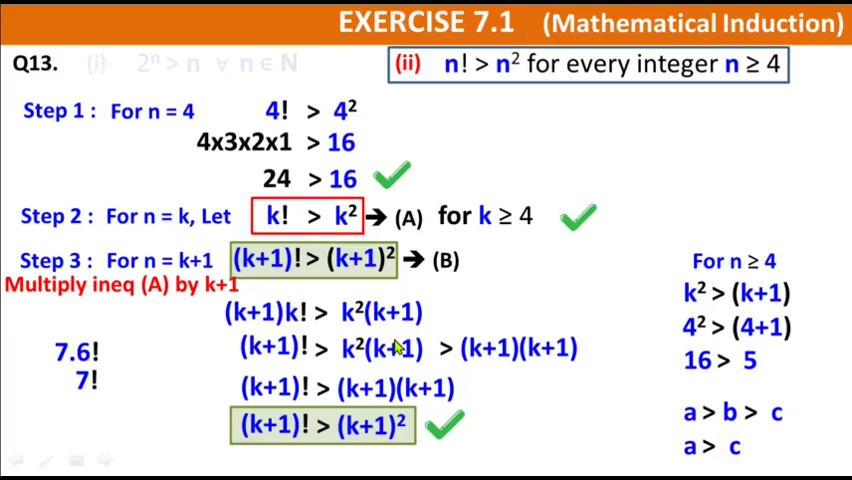 EXERCISE 7.1 (Mathematical Induction)
Q13. (i) 2ⁿ > n ∀ n ∈ N (ii) n! > n² for every integer n ≥ 4
Step 1 : For n = 4 4! > 4²
4x3x2x1 > 16
24 > 16
Step 2 : For n = k, Let k! > k² ➔ (A) for k ≥ 4
Step 3 : For n = k+1 (k+1)! > (k+1)² ➔ (B)
Multiply ineq (A) by k+1
(k+1)k! > k²(k+1)
(k+1)! > k²(k+1) > (k+1)(k+1)
(k+1)! > (k+1)(k+1)
(k+1)! > (k+1)²
7.6!
7!
For n ≥ 4
k² > (k+1)
4² > (4+1)
16 > 5
a > b > c
a > c